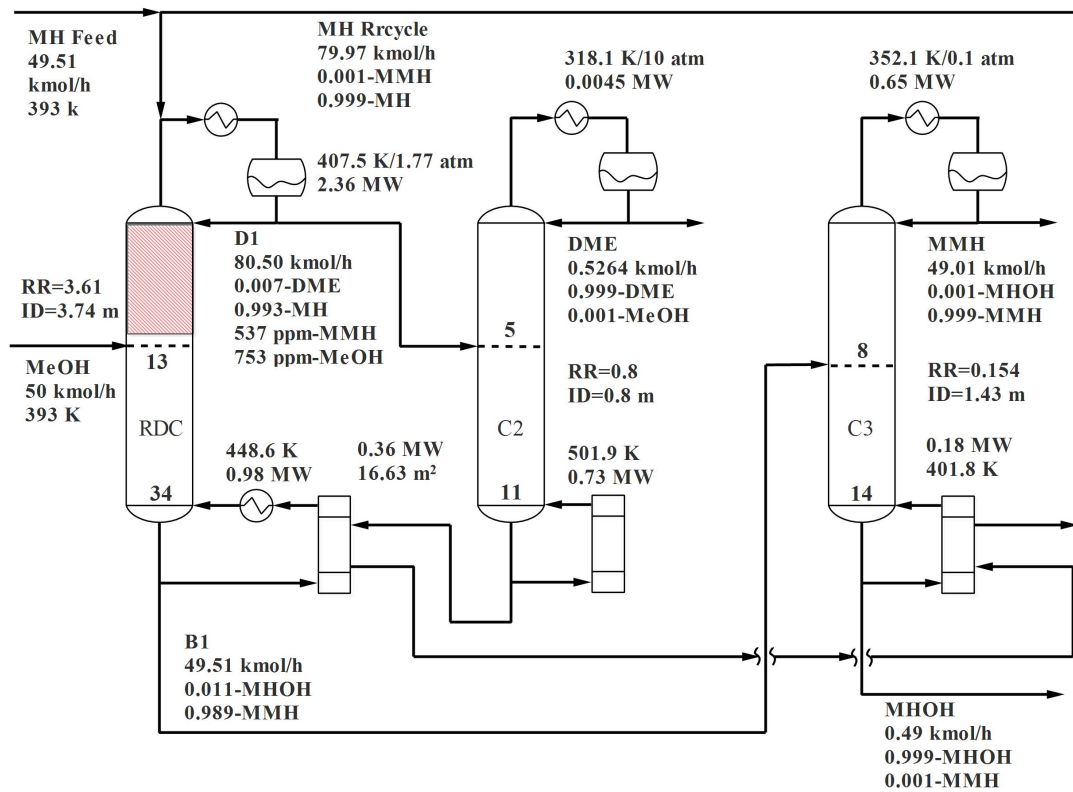 MH Feed
49.51
kmol/h
393 k
MH Rrcycle
79.97 kmol/h
0.001-MMH
0.999-MH
407.5 K/1.77 atm
2.36 MW
D1
80.50 kmol/h
0.007-DME
0.993-MH
537 ppm-MMH
753 ppm-MeOH
RR=3.61
ID=3.74 m
MeOH
50 kmol/h
393 K
13
RDC
34
448.6 K
0.98 MW
0.36 MW
16.63 m²
B1
49.51 kmol/h
0.011-MHOH
0.989-MMH
318.1 K/10 atm
0.0045 MW
DME
0.5264 kmol/h
0.999-DME
0.001-MeOH
5
RR=0.8
ID=0.8 m
C2
501.9 K
0.73 MW
11
352.1 K/0.1 atm
0.65 MW
MMH
49.01 kmol/h
0.001-MHOH
0.999-MMH
8
RR=0.154
ID=1.43 m
C3
0.18 MW
401.8 K
14
MHOH
0.49 kmol/h
0.999-MHOH
0.001-MMH